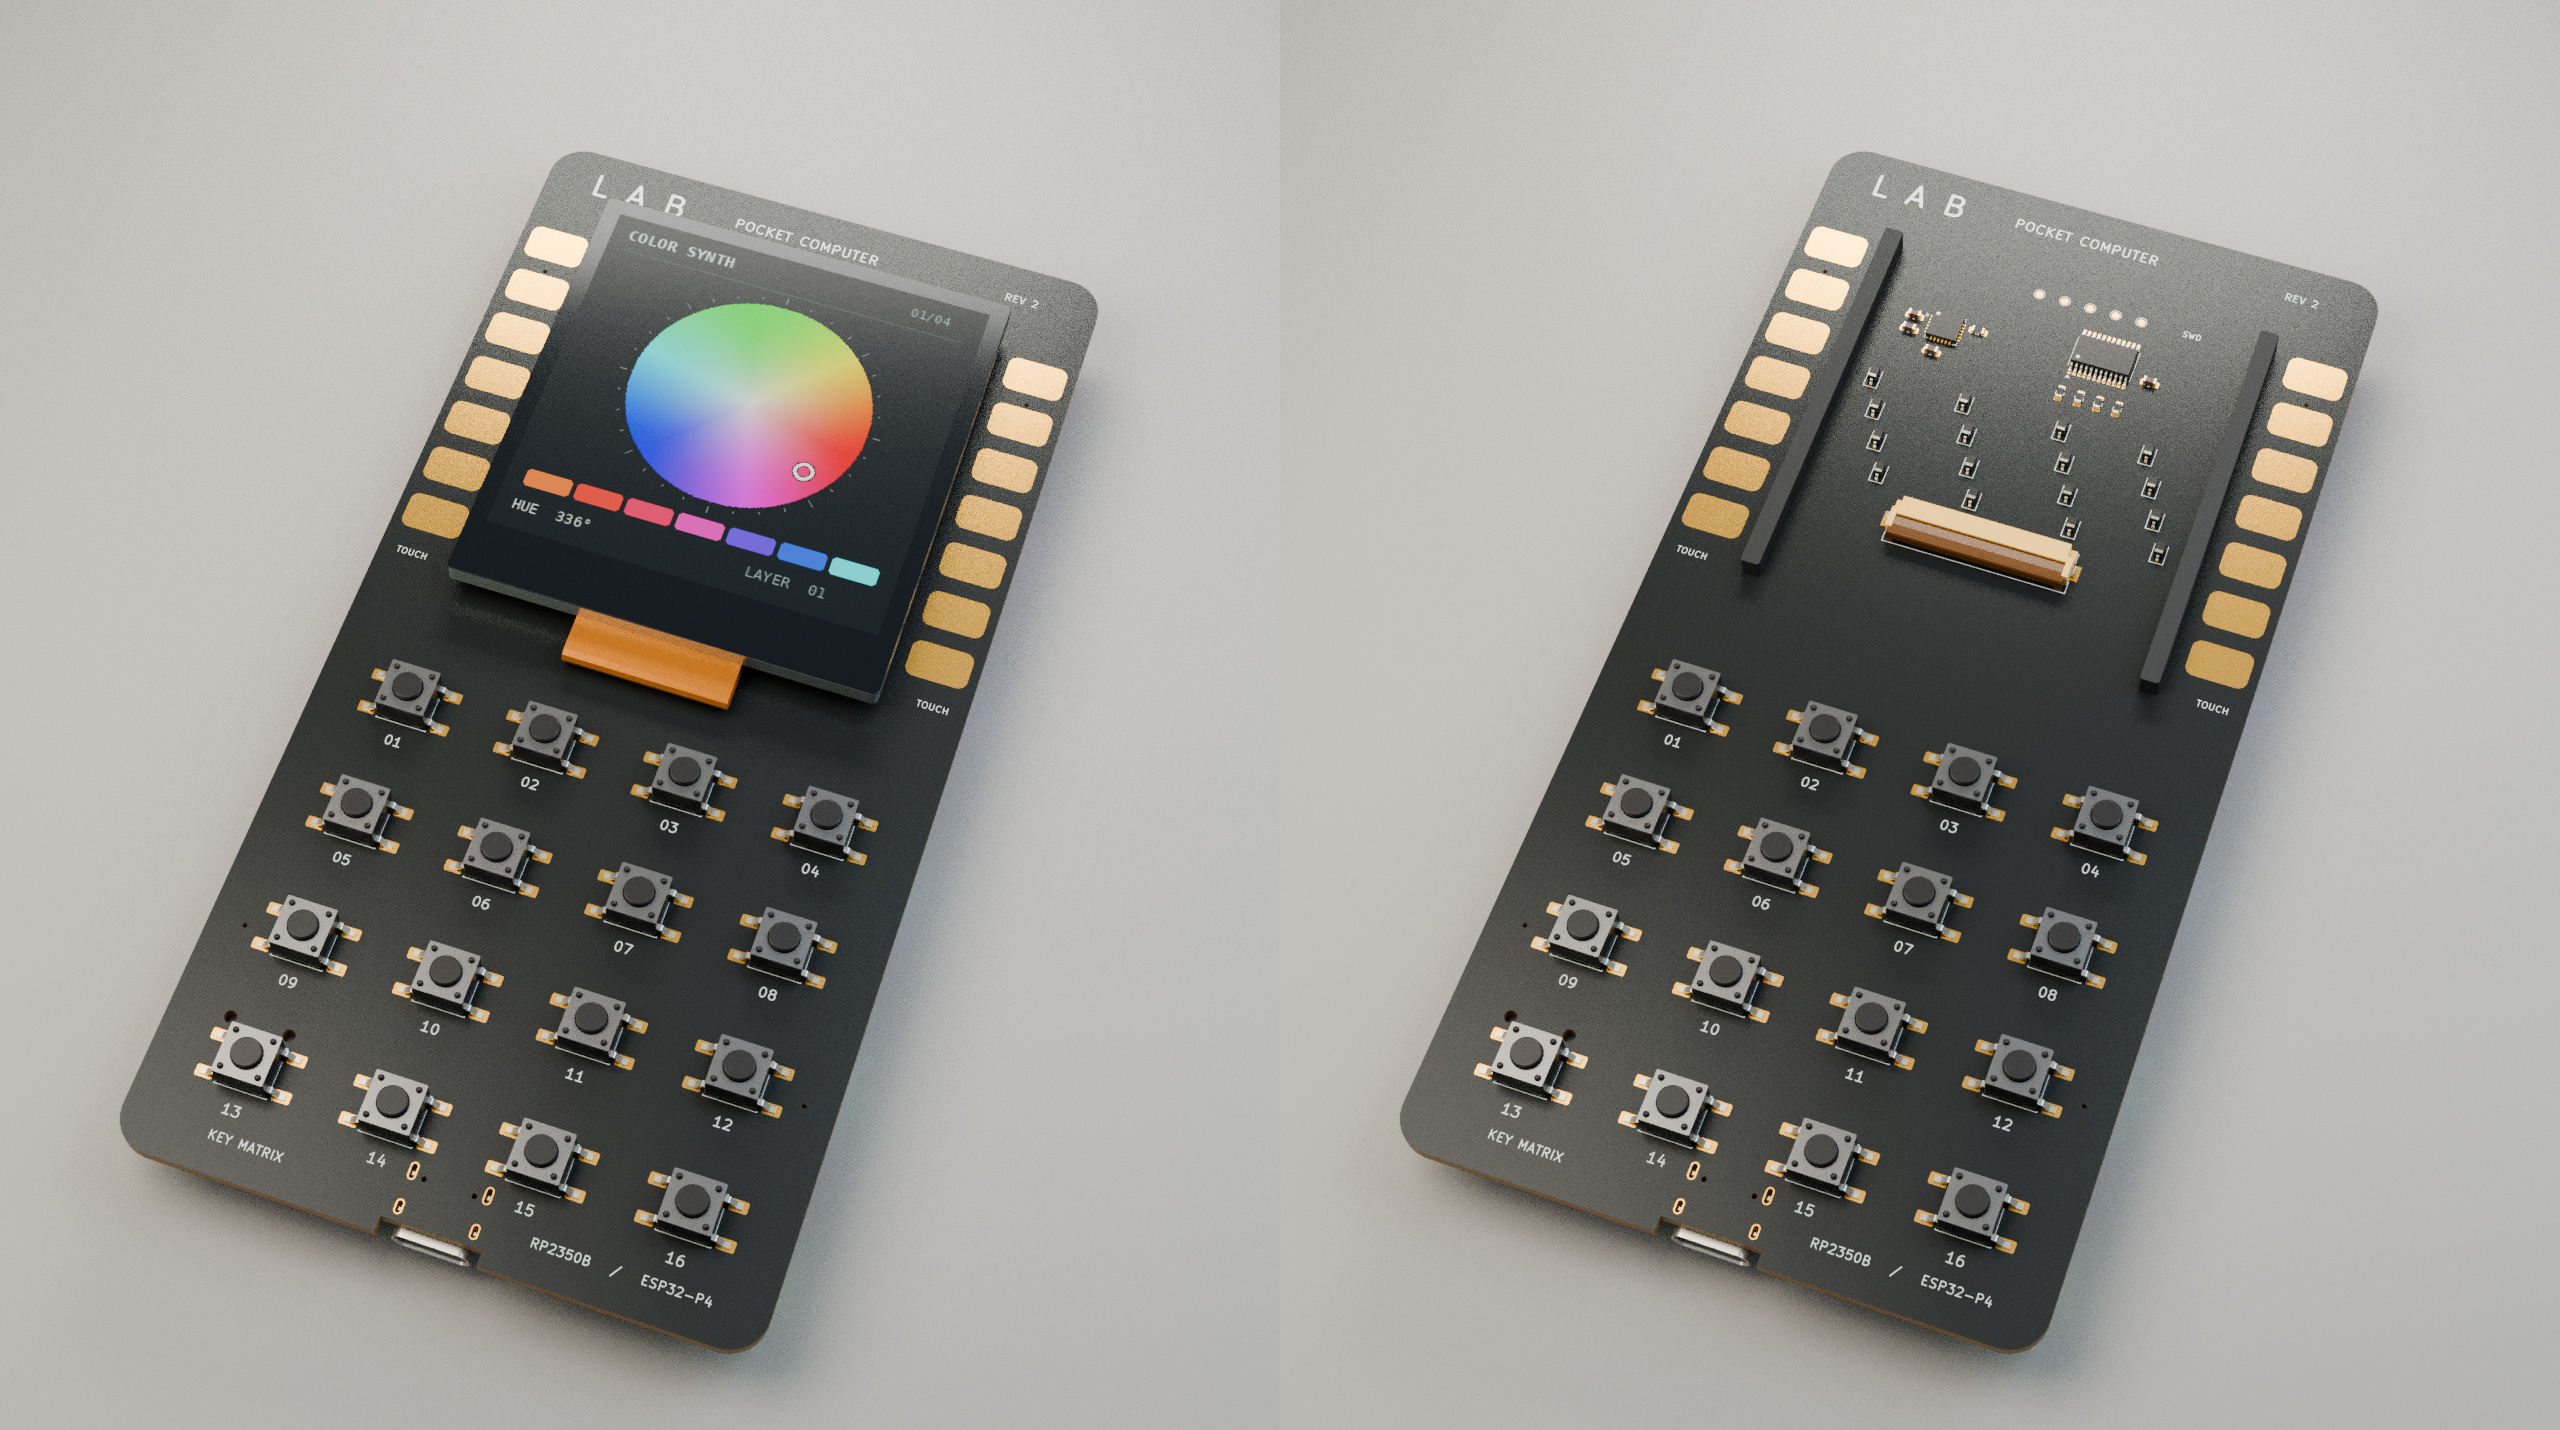 LAB
POCKET COMPUTER
REV 2
COLOR SYNTH
01/04
HUE 336°
LAYER 01
TOUCH
TOUCH
01
02
03
04
05
06
07
08
09
10
11
12
13
14
15
16
KEY MATRIX
RP2350B / ESP32-P4
LAB
POCKET COMPUTER
REV 2
SWD
TOUCH
TOUCH
01
02
03
04
05
06
07
08
09
10
11
12
13
14
15
16
KEY MATRIX
RP2350B / ESP32-P4